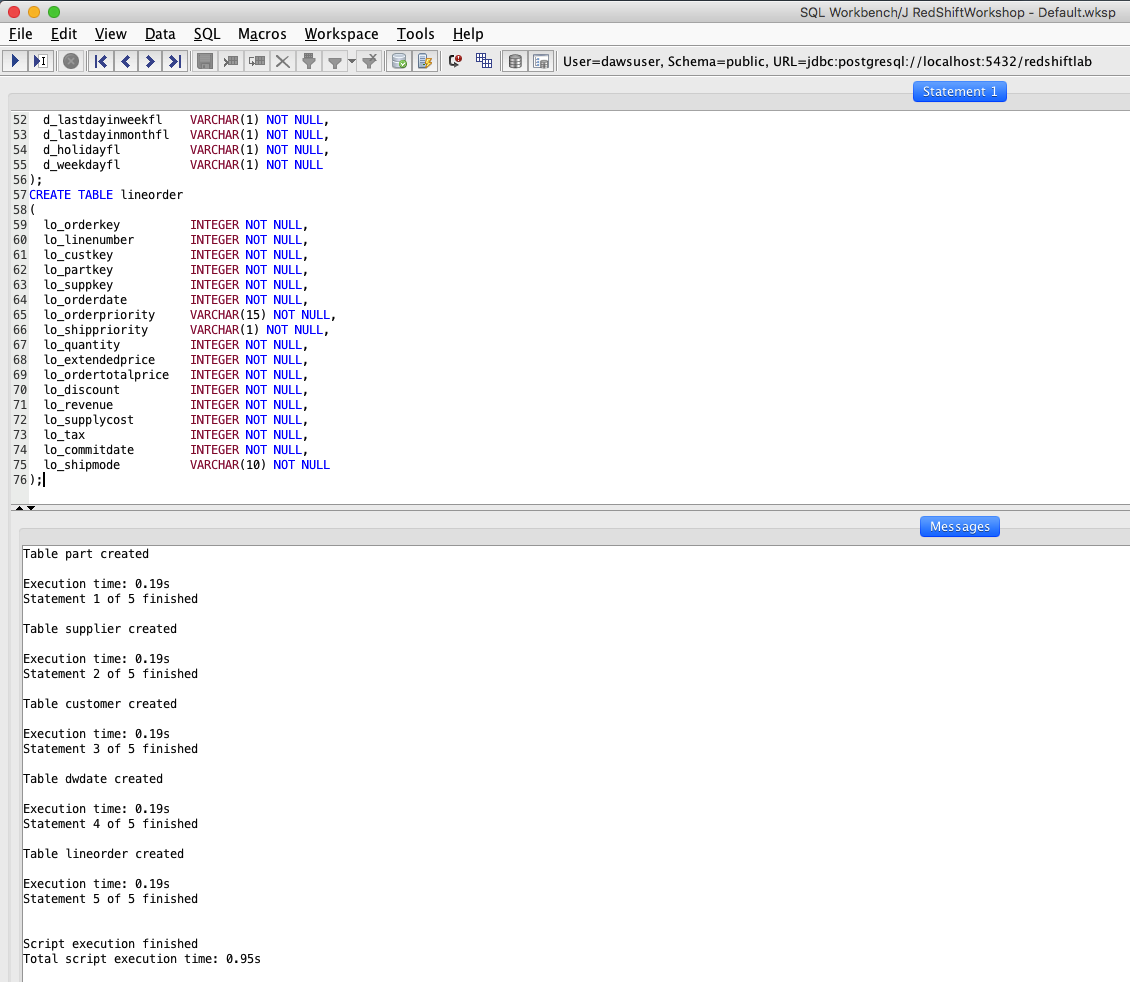 SQL Workbench/J RedShiftWorkshop - Default.wksp
File Edit View Data SQL Macros Workspace Tools Help
User=dawsuser, Schema=public, URL=jdbc:postgresql://localhost:5432/redshiftlab
Statement 1
52 d_lastdayinweekfl VARCHAR(1) NOT NULL,
53 d_lastdayinmonthfl VARCHAR(1) NOT NULL,
54 d_holidayfl VARCHAR(1) NOT NULL,
55 d_weekdayfl VARCHAR(1) NOT NULL
56 );
57 CREATE TABLE lineorder
58 (
59 lo_orderkey INTEGER NOT NULL,
60 lo_linenumber INTEGER NOT NULL,
61 lo_custkey INTEGER NOT NULL,
62 lo_partkey INTEGER NOT NULL,
63 lo_suppkey INTEGER NOT NULL,
64 lo_orderdate INTEGER NOT NULL,
65 lo_orderpriority VARCHAR(15) NOT NULL,
66 lo_shippriority VARCHAR(1) NOT NULL,
67 lo_quantity INTEGER NOT NULL,
68 lo_extendedprice INTEGER NOT NULL,
69 lo_ordertotalprice INTEGER NOT NULL,
70 lo_discount INTEGER NOT NULL,
71 lo_revenue INTEGER NOT NULL,
72 lo_supplycost INTEGER NOT NULL,
73 lo_tax INTEGER NOT NULL,
74 lo_commitdate INTEGER NOT NULL,
75 lo_shipmode VARCHAR(10) NOT NULL
76 );
Messages
Table part created
Execution time: 0.19s
Statement 1 of 5 finished
Table supplier created
Execution time: 0.19s
Statement 2 of 5 finished
Table customer created
Execution time: 0.19s
Statement 3 of 5 finished
Table dwdate created
Execution time: 0.19s
Statement 4 of 5 finished
Table lineorder created
Execution time: 0.19s
Statement 5 of 5 finished
Script execution finished
Total script execution time: 0.95s